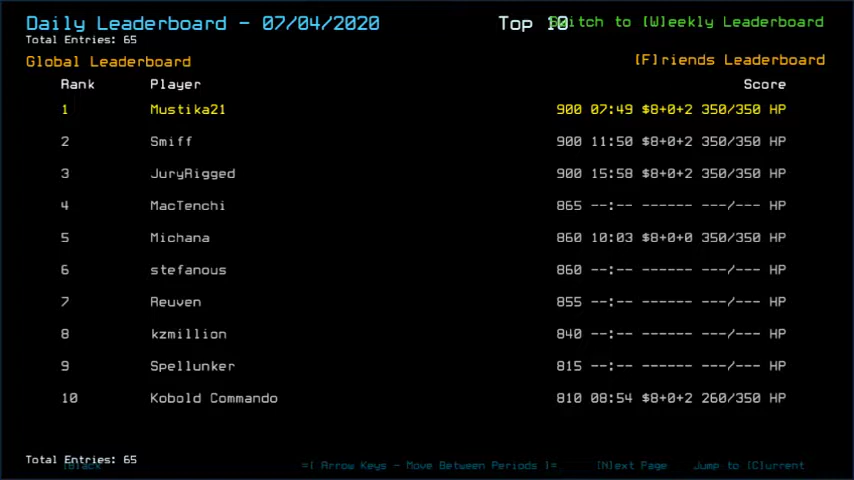 Daily Leaderboard - 07/04/2020 Top 10 Switch to [W]eekly Leaderboard
Total Entries: 65
Global Leaderboard [F]riends Leaderboard
Rank Player Score
1 Mustika21 900 07:49 $8+0+2 350/350 HP
2 Smiff 900 11:50 $8+0+2 350/350 HP
3 JuryRigged 900 15:58 $8+0+2 350/350 HP
4 MacTenchi 865 --:-- ------ ---/--- HP
5 Michana 860 10:03 $8+0+0 350/350 HP
6 stefanous 860 --:-- ------ ---/--- HP
7 Reuven 855 --:-- ------ ---/--- HP
8 kzmillion 840 --:-- ------ ---/--- HP
9 Spellunker 815 --:-- ------ ---/--- HP
10 Kobold Commando 810 08:54 $8+0+2 260/350 HP
Total Entries: 65
[B]ack =[ Arrow Keys - Move Between Periods ]= [N]ext Page Jump to [C]urrent